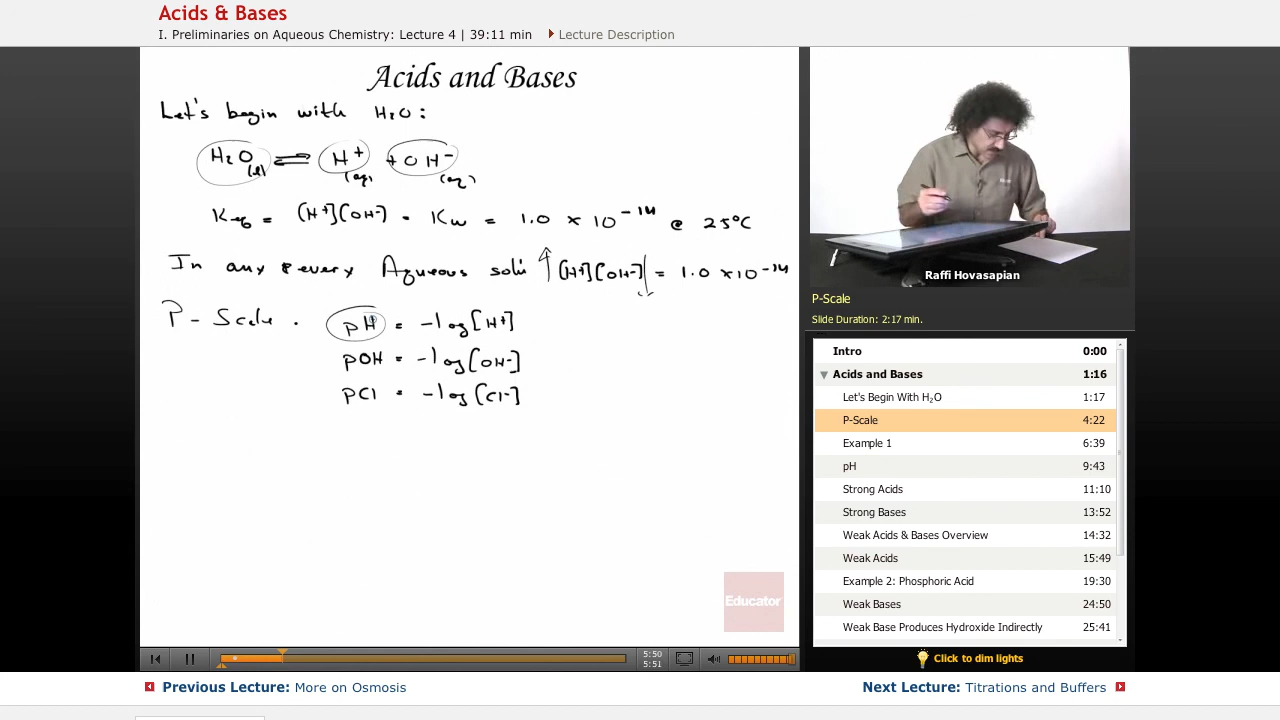 Acids & Bases
I. Preliminaries on Aqueous Chemistry: Lecture 4 | 39:11 min
Lecture Description
Acids and Bases
Let's begin with H₂O:
H₂O(l) ⇌ H⁺(aq) + OH⁻(aq)
Keq = [H+][OH-] = Kw = 1.0 × 10⁻¹⁴ @ 25°C
In any & every Aqueous soln ↑[H+][OH-]↓ = 1.0 × 10⁻¹⁴
P - Scale.
pH = -log[H+]
pOH = -log[OH-]
pCl = -log[Cl-]
Educator
Raffi Hovasapian
P-Scale
Slide Duration: 2:17 min.
Intro 0:00
Acids and Bases 1:16
Let's Begin With H₂O 1:17
P-Scale 4:22
Example 1 6:39
pH 9:43
Strong Acids 11:10
Strong Bases 13:52
Weak Acids & Bases Overview 14:32
Weak Acids 15:49
Example 2: Phosphoric Acid 19:30
Weak Bases 24:50
Weak Base Produces Hydroxide Indirectly 25:41
5:50
5:51
Click to dim lights
Previous Lecture: More on Osmosis
Next Lecture: Titrations and Buffers